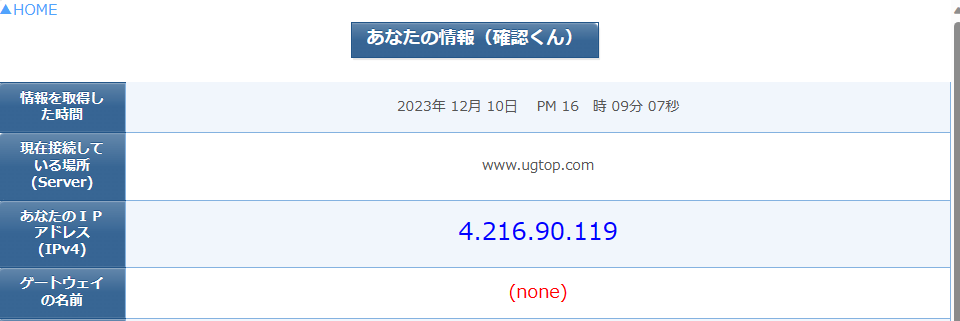 ▲HOME
あなたの情報（確認くん）
情報を取得し
た時間
2023年 12月 10日　 PM 16　時 09分 07秒
現在接続して
いる場所
(Server)
www.ugtop.com
あなたのＩＰ
アドレス
(IPv4)
4.216.90.119
ゲートウェイ
の名前
(none)